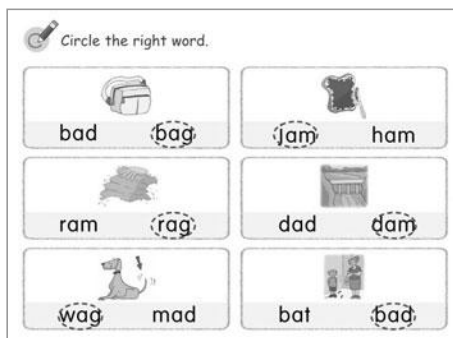 Circle the right word.
bad bag
jam ham
ram rag
dad dam
wag mad
bat bad